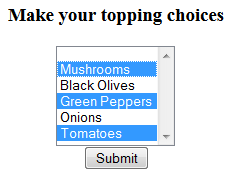 Make your topping choices
Mushrooms
Black Olives
Green Peppers
Onions
Tomatoes
Submit